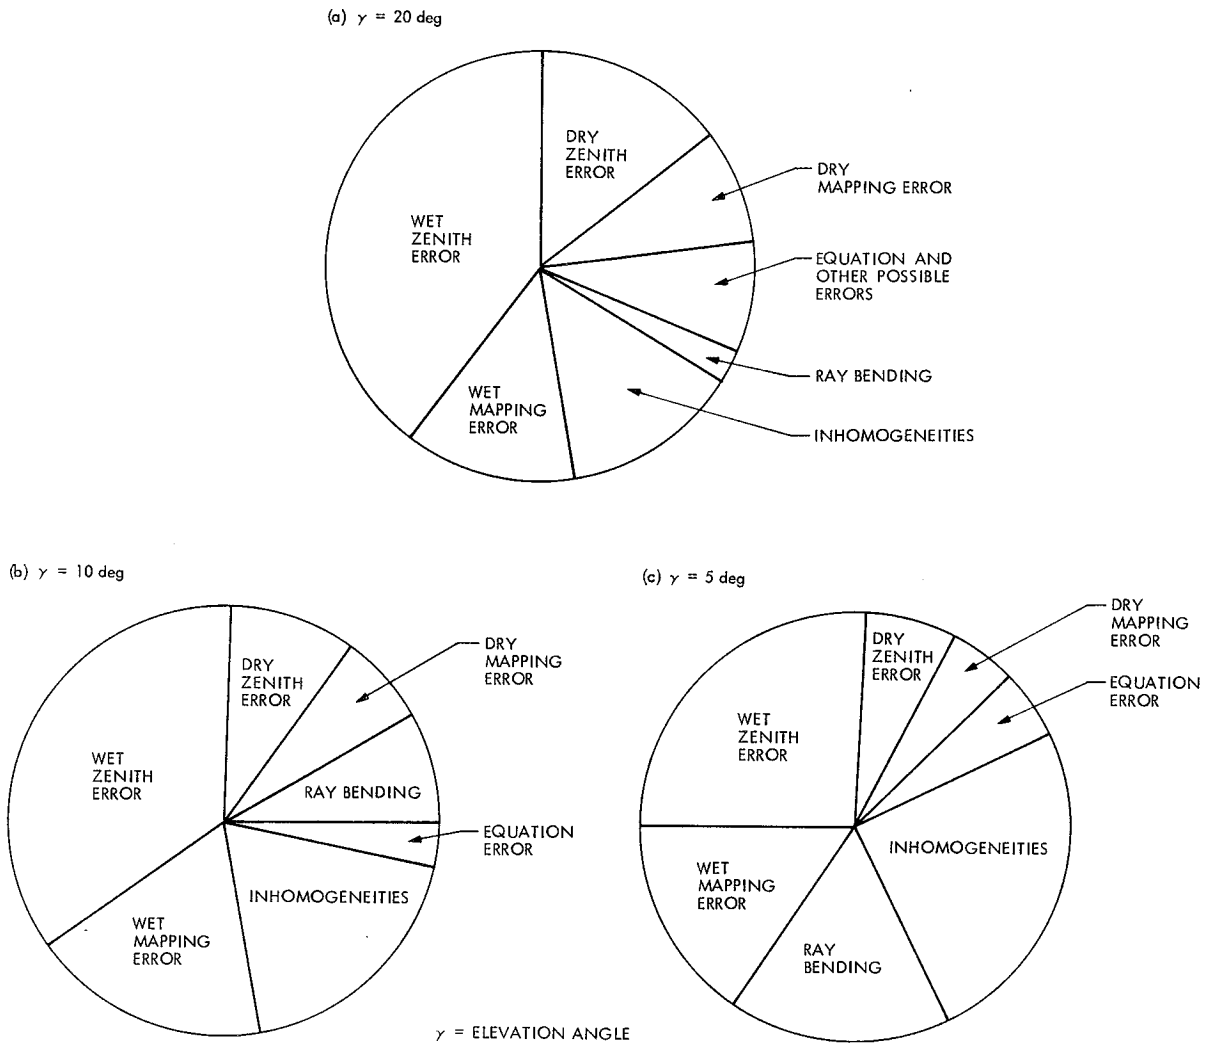 (a) γ = 20 deg
DRY
ZENITH
ERROR
DRY
MAPPING ERROR
WET
ZENITH
ERROR
EQUATION AND
OTHER POSSIBLE
ERRORS
RAY BENDING
WET
MAPPING
ERROR
INHOMOGENEITIES
(b) γ = 10 deg
DRY
ZENITH
ERROR
DRY
MAPPING
ERROR
WET
ZENITH
ERROR
RAY BENDING
EQUATION
ERROR
INHOMOGENEITIES
WET
MAPPING
ERROR
(c) γ = 5 deg
DRY
ZENITH
ERROR
DRY
MAPPING
ERROR
EQUATION
ERROR
WET
ZENITH
ERROR
INHOMOGENEITIES
WET
MAPPING
ERROR
RAY
BENDING
γ = ELEVATION ANGLE